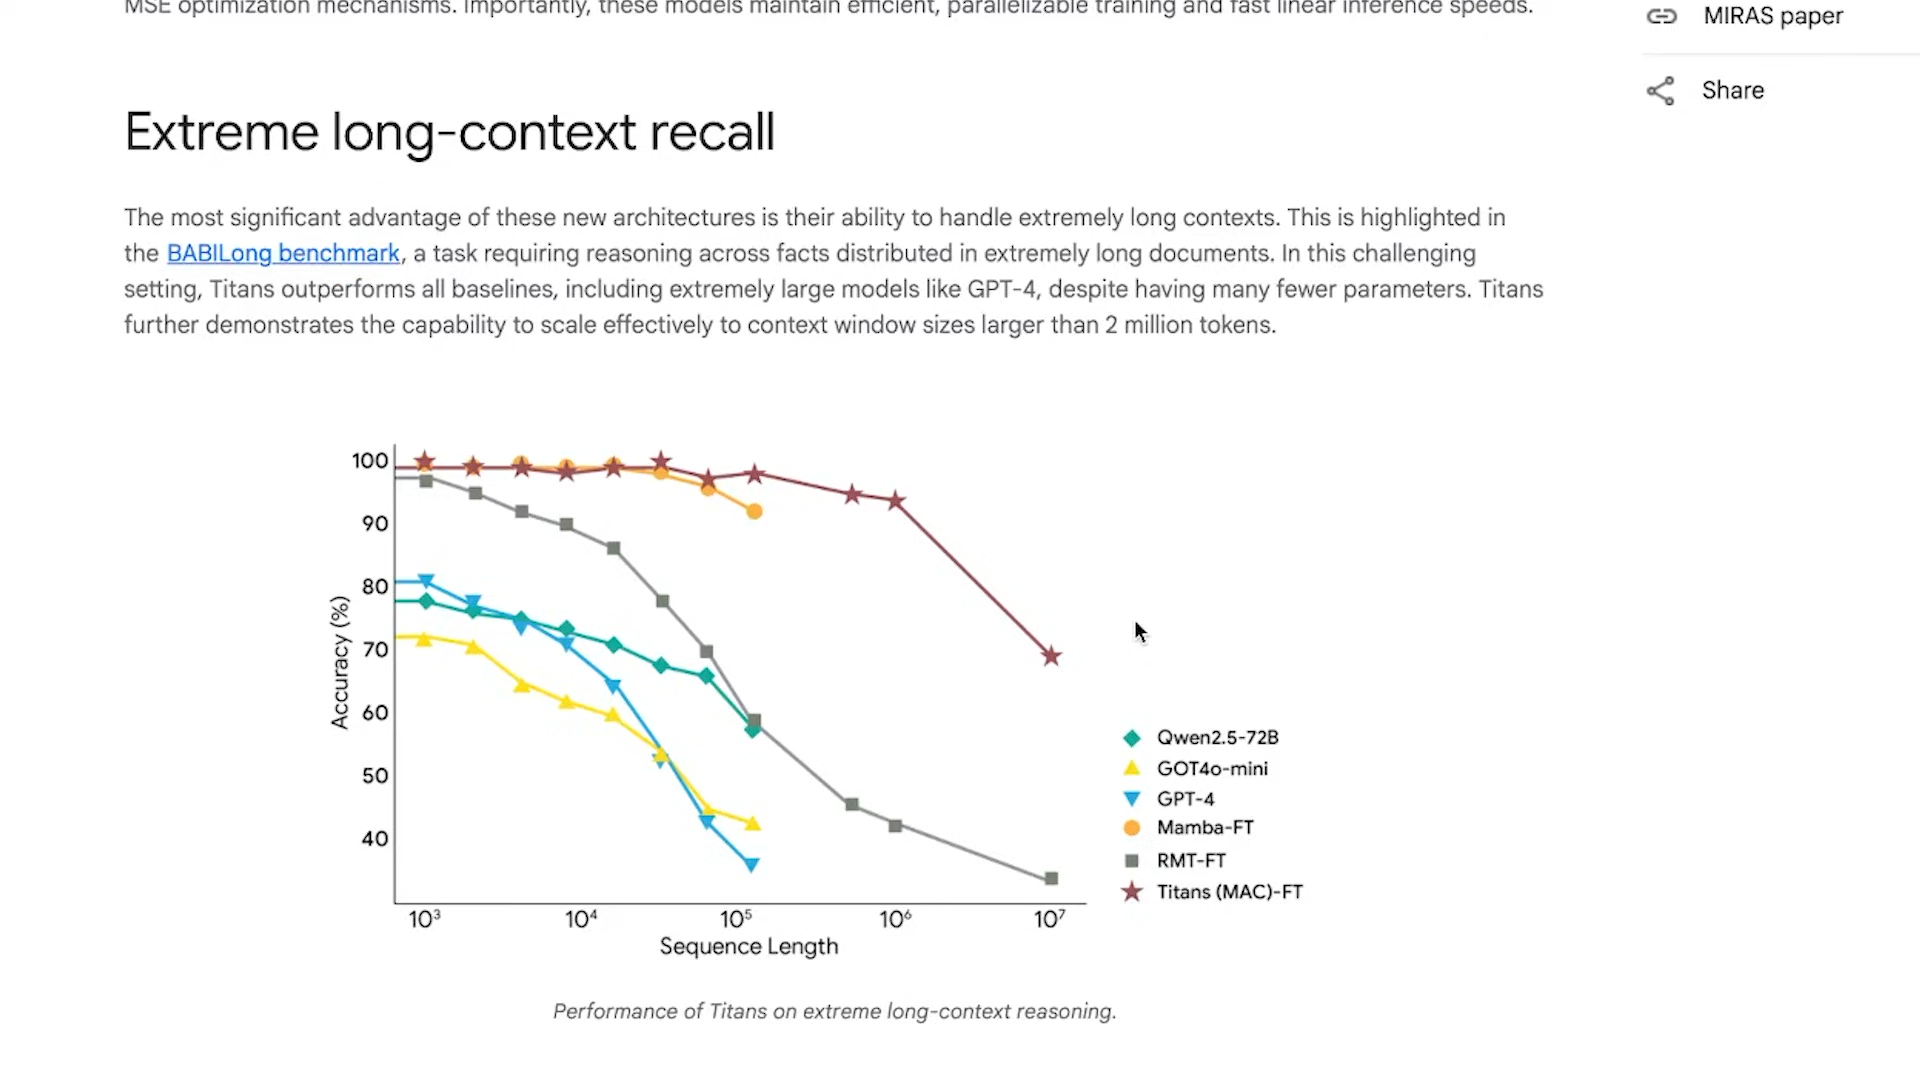 MSE optimization mechanisms. Importantly, these models maintain efficient, parallelizable training and fast linear inference speeds.
MIRAS paper
Share
Extreme long-context recall
The most significant advantage of these new architectures is their ability to handle extremely long contexts. This is highlighted in
the BABILong benchmark, a task requiring reasoning across facts distributed in extremely long documents. In this challenging
setting, Titans outperforms all baselines, including extremely large models like GPT-4, despite having many fewer parameters. Titans
further demonstrates the capability to scale effectively to context window sizes larger than 2 million tokens.
100
90
80
70
60
50
40
Accuracy (%)
10³
10⁴
10⁵
10⁶
10⁷
Sequence Length
Qwen2.5-72B
GOT4o-mini
GPT-4
Mamba-FT
RMT-FT
Titans (MAC)-FT
Performance of Titans on extreme long-context reasoning.